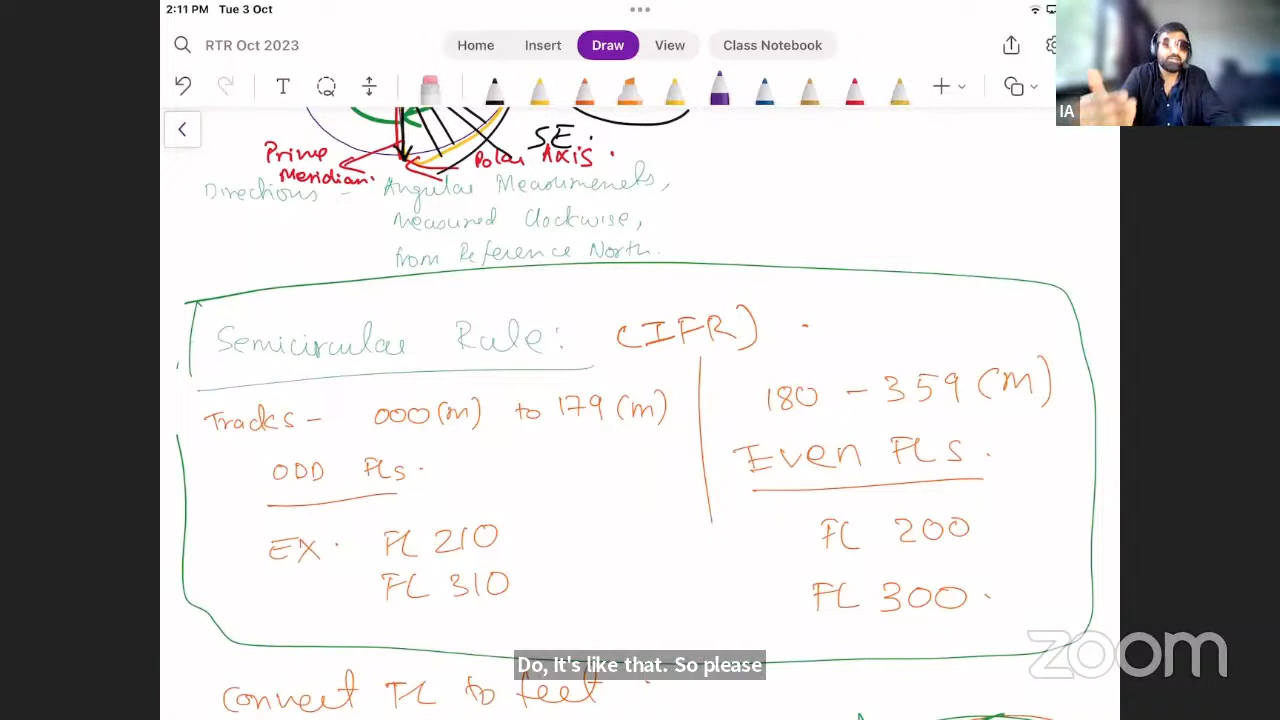 2:11 PM Tue 3 Oct
RTR Oct 2023
Home Insert Draw View Class Notebook
IA
SE.
Prime Meridian.
Polar Axis.
Directions - Angular Measurmenets,
Measured Clockwise,
from Reference North.
Semicircular Rule: (IFR)
Tracks - 000(m) to 179(m)
ODD FLs.
EX. FL 210
FL 310
180 - 359 (M)
Even FLs.
FL 200
FL 300.
zoom
Do, It's like that. So please
Convert FL to feet